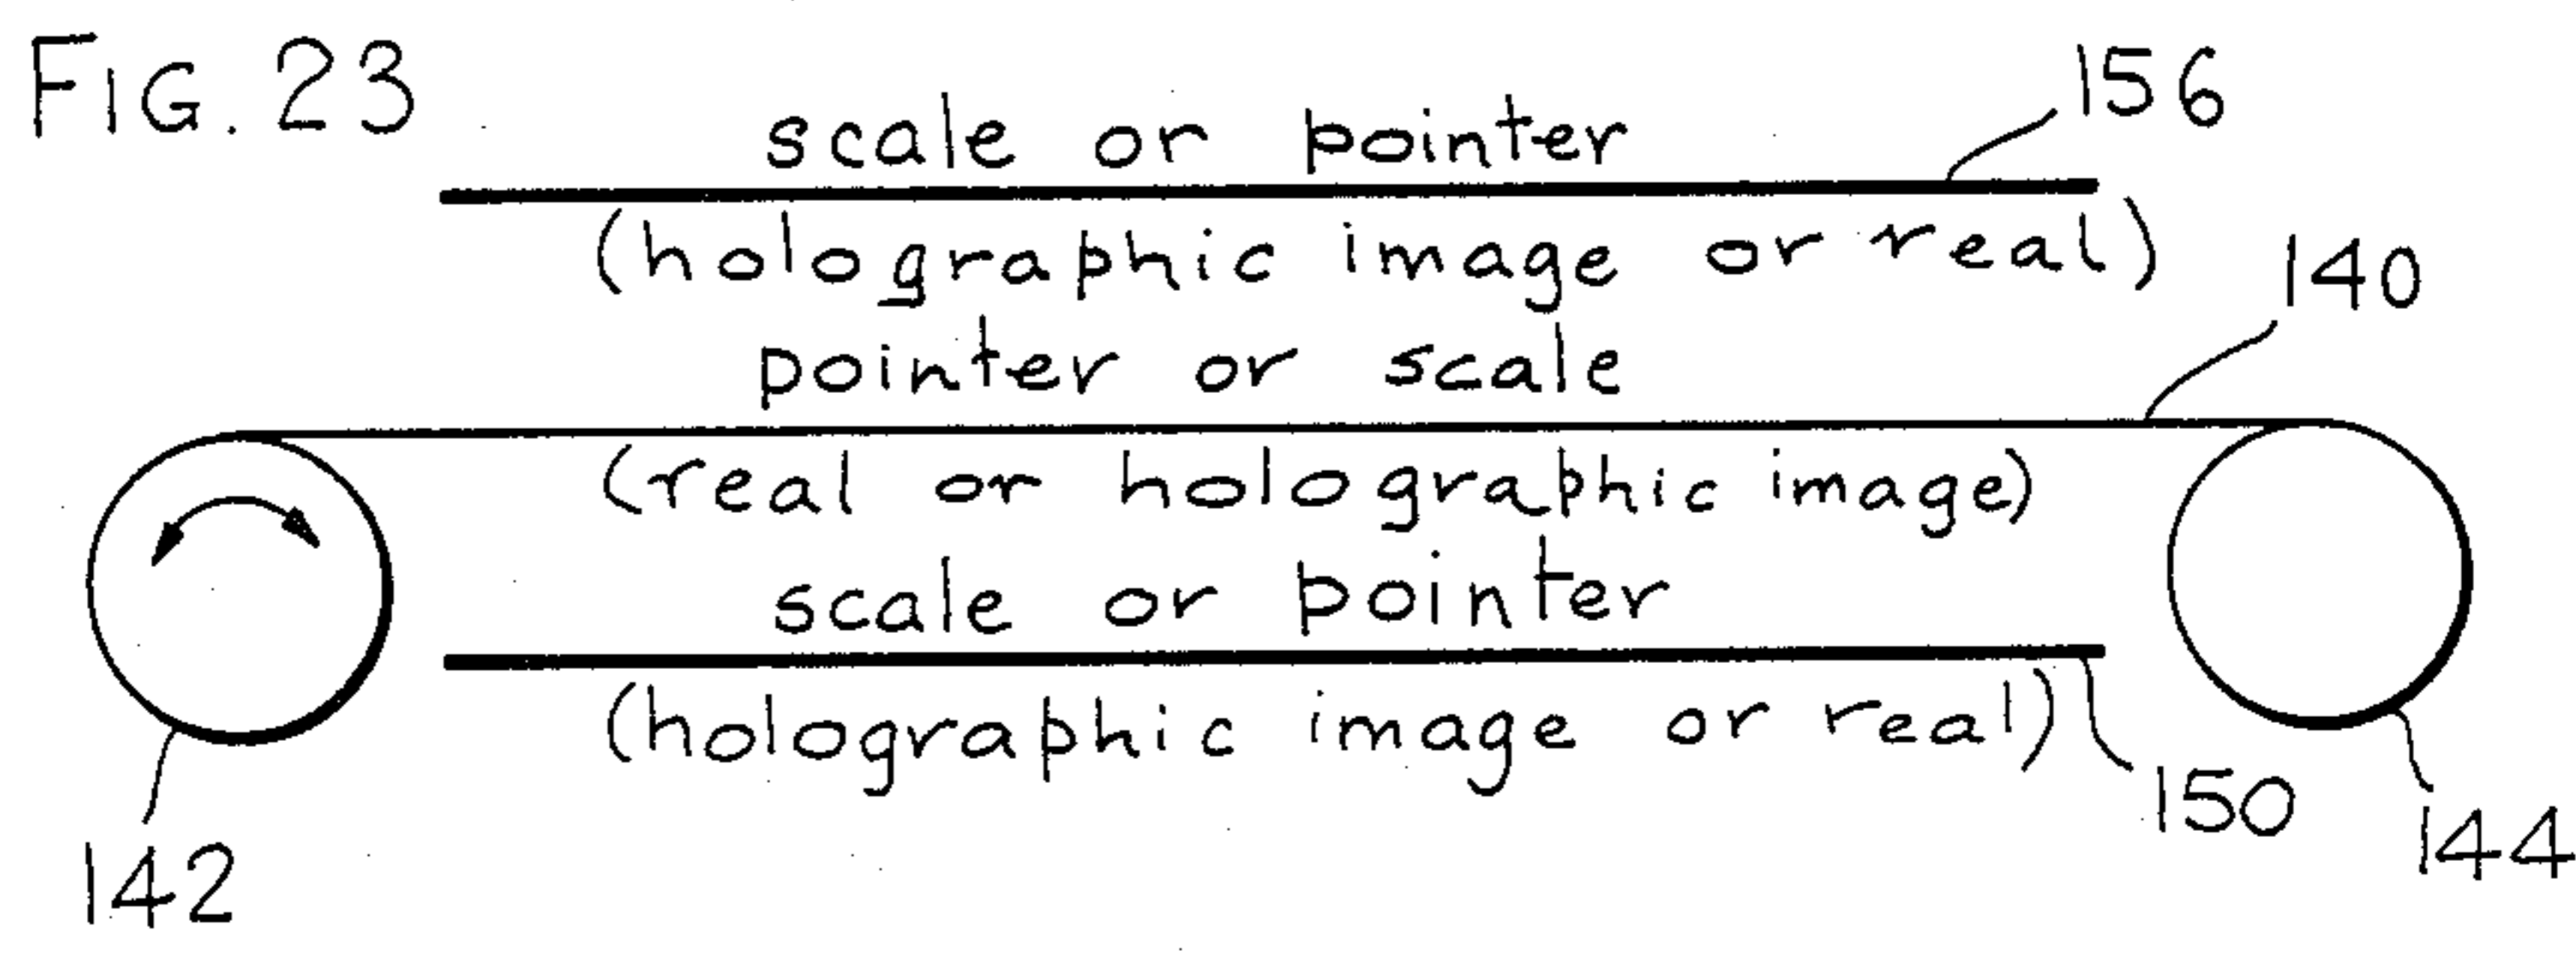 FIG. 23
156
scale or pointer
(holographic image or real)
140
pointer or scale
(real or holographic image)
scale or pointer
(holographic image or real)
150
144
142